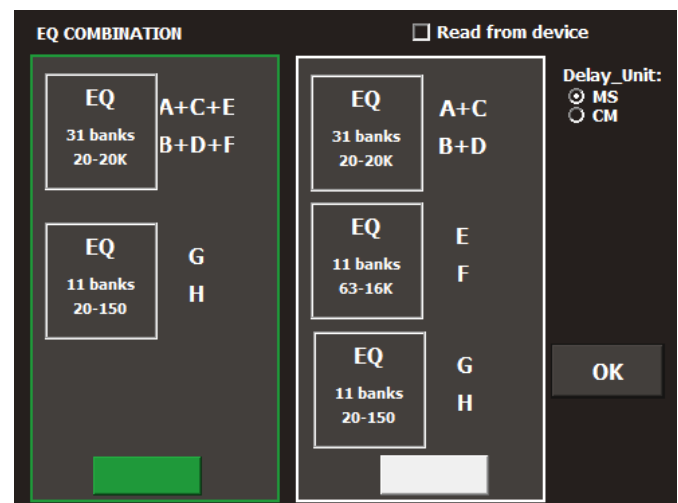 EQ COMBINATION
Read from device
EQ
31 banks
20-20K
A+C+E
B+D+F
EQ
11 banks
20-150
G
H
EQ
31 banks
20-20K
A+C
B+D
EQ
11 banks
63-16K
E
F
EQ
11 banks
20-150
G
H
Delay_Unit:
MS
CM
OK